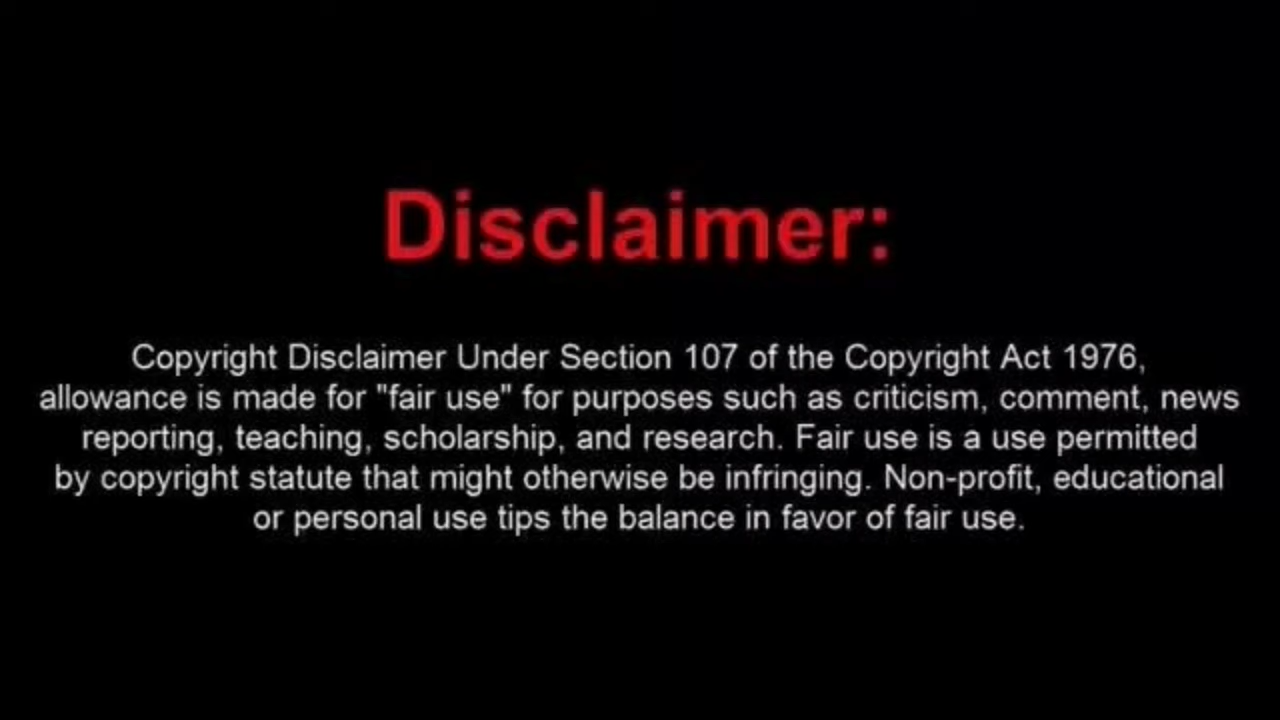 Disclaimer:
Copyright Disclaimer Under Section 107 of the Copyright Act 1976,
allowance is made for "fair use" for purposes such as criticism, comment, news
reporting, teaching, scholarship, and research. Fair use is a use permitted
by copyright statute that might otherwise be infringing. Non-profit, educational
or personal use tips the balance in favor of fair use.